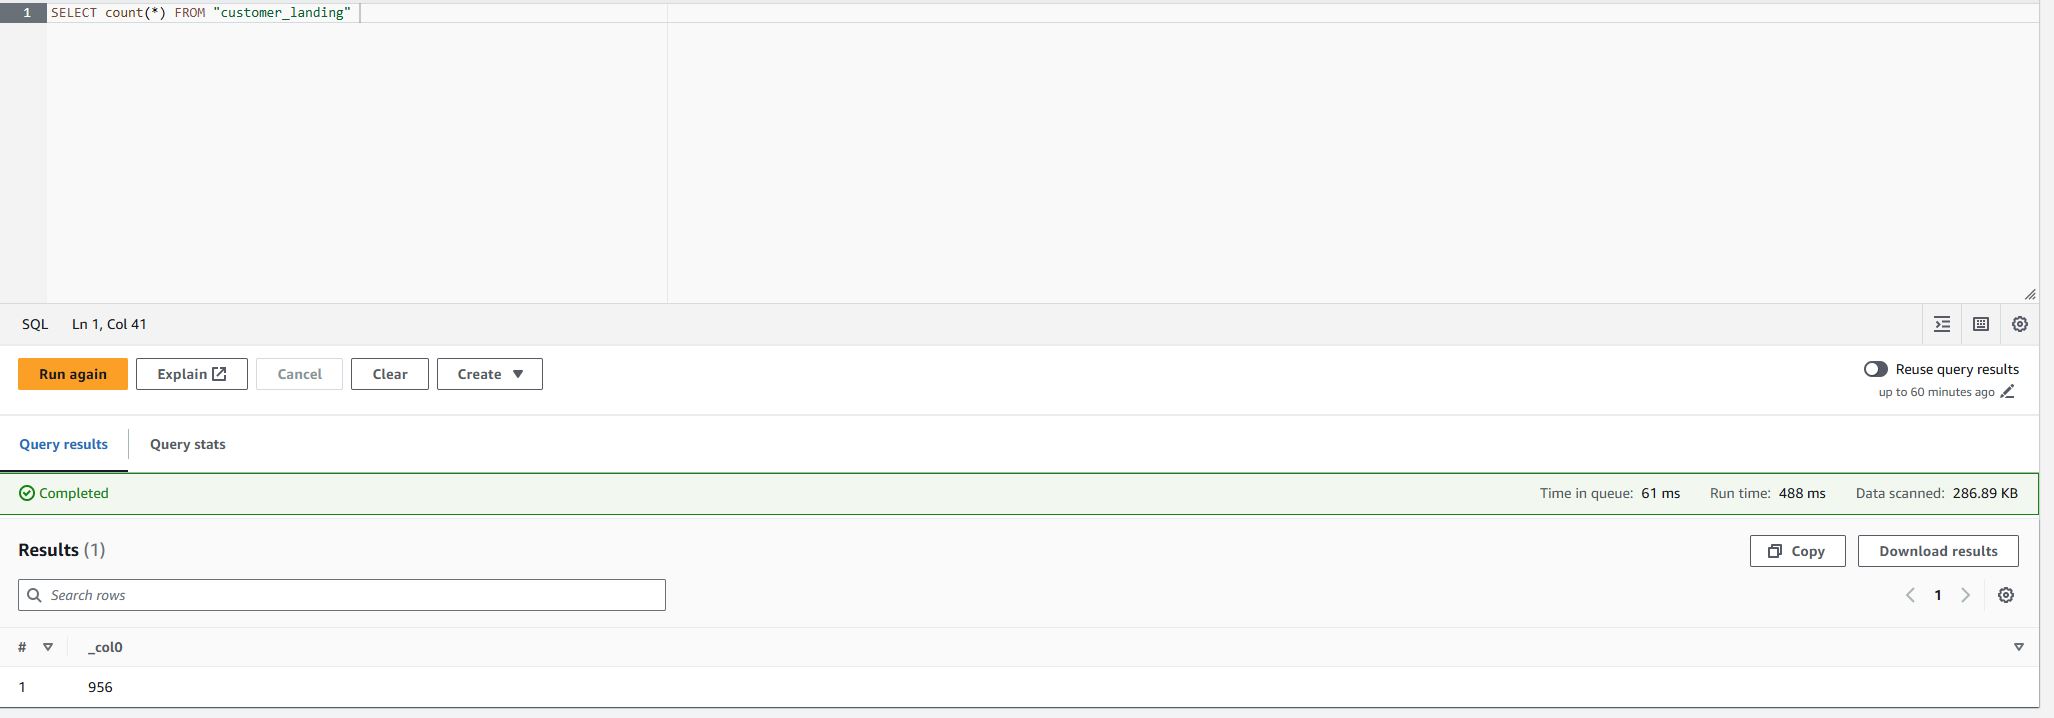 1 SELECT count(*) FROM "customer_landing"
SQL Ln 1, Col 41
Run again Explain Cancel Clear Create
Reuse query results
up to 60 minutes ago
Query results Query stats
Completed Time in queue: 61 ms Run time: 488 ms Data scanned: 286.89 KB
Results (1) Copy Download results
Search rows 1
# _col0
1 956